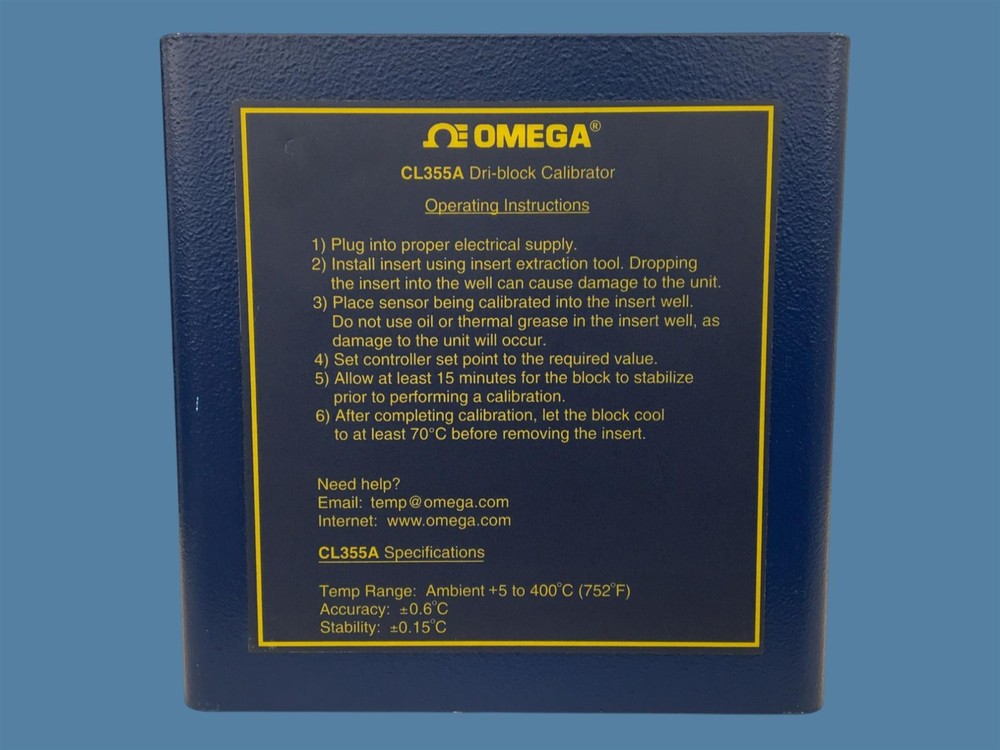 ΩE OMEGA®
CL355A Dri-block Calibrator
Operating Instructions
1) Plug into proper electrical supply.
2) Install insert using insert extraction tool. Dropping
the insert into the well can cause damage to the unit.
3) Place sensor being calibrated into the insert well.
Do not use oil or thermal grease in the insert well, as
damage to the unit will occur.
4) Set controller set point to the required value.
5) Allow at least 15 minutes for the block to stabilize
prior to performing a calibration.
6) After completing calibration, let the block cool
to at least 70°C before removing the insert.
Need help?
Email: temp@omega.com
Internet: www.omega.com
CL355A Specifications
Temp Range: Ambient +5 to 400°C (752°F)
Accuracy: ±0.6°C
Stability: ±0.15°C